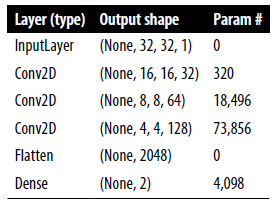 Layer (type) Output shape Param #
InputLayer (None, 32, 32, 1) 0
Conv2D (None, 16, 16, 32) 320
Conv2D (None, 8, 8, 64) 18,496
Conv2D (None, 4, 4, 128) 73,856
Flatten (None, 2048) 0
Dense (None, 2) 4,098